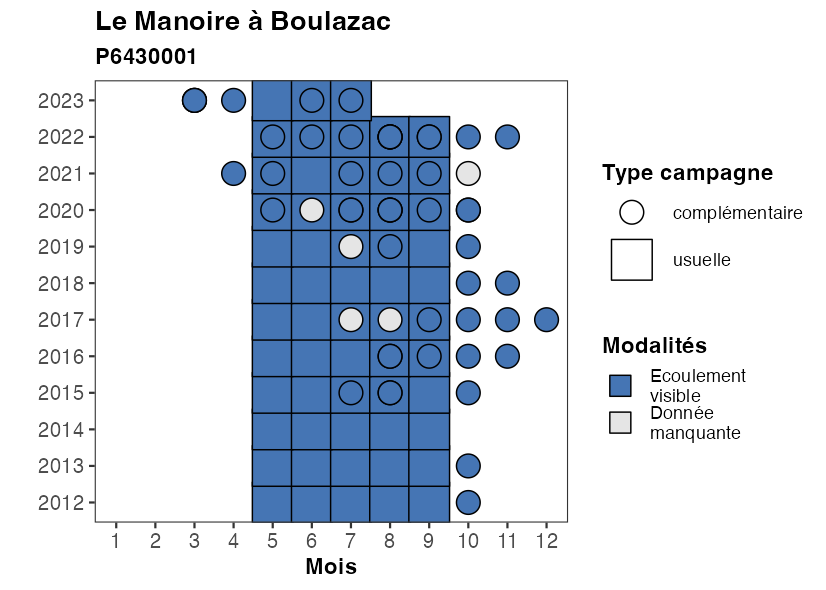 Le Manoire à Boulazac
P6430001
2023
2022
2021
2020
2019
2018
2017
2016
2015
2014
2013
2012
1 2 3 4 5 6 7 8 9 10 11 12
Mois
Type campagne
complémentaire
usuelle
Modalités
Ecoulement
visible
Donnée
manquante